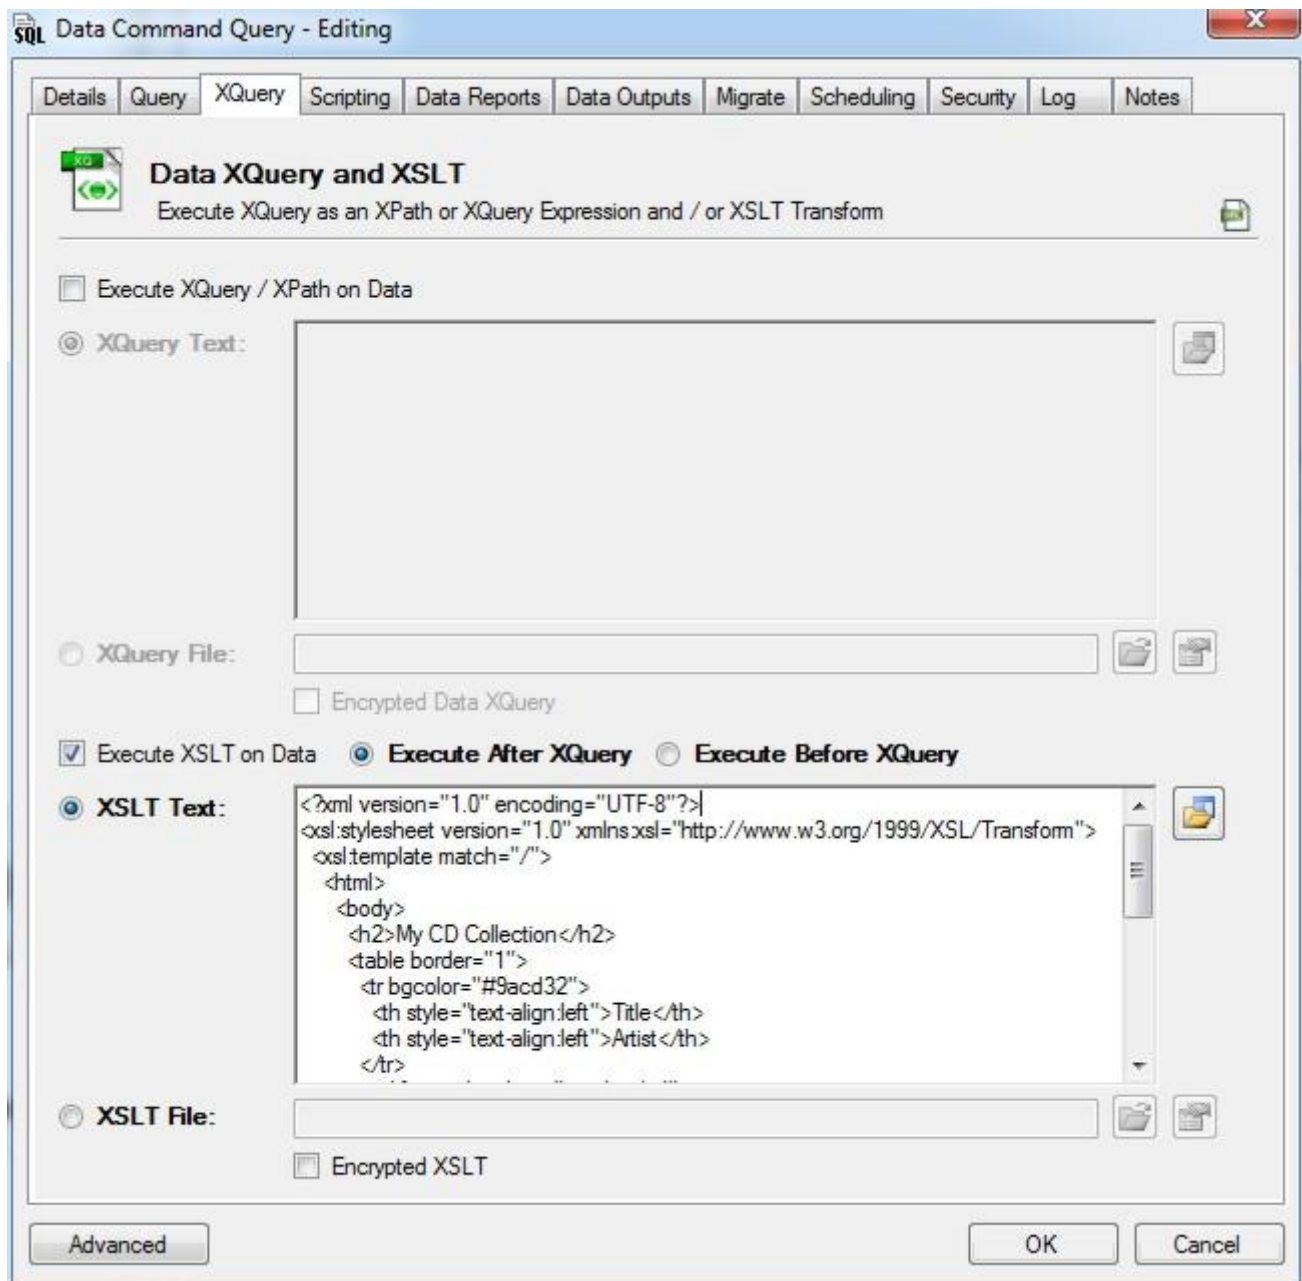 SQL Data Command Query - Editing
Details Query XQuery Scripting Data Reports Data Outputs Migrate Scheduling Security Log Notes
XQ
Data XQuery and XSLT
Execute XQuery as an XPath or XQuery Expression and / or XSLT Transform
Execute XQuery / XPath on Data
XQuery Text:
XQuery File:
Encrypted Data XQuery
Execute XSLT on Data Execute After XQuery Execute Before XQuery
XSLT Text:
<?xml version="1.0" encoding="UTF-8"?>
<xsl:stylesheet version="1.0" xmlns:xsl="http://www.w3.org/1999/XSL/Transform">
<xsl:template match="/">
<html>
<body>
<h2>My CD Collection</h2>
<table border="1">
<tr bgcolor="#9acd32">
<th style="text-align:left">Title</th>
<th style="text-align:left">Artist</th>
</tr>
XSLT File:
Encrypted XSLT
Advanced OK Cancel